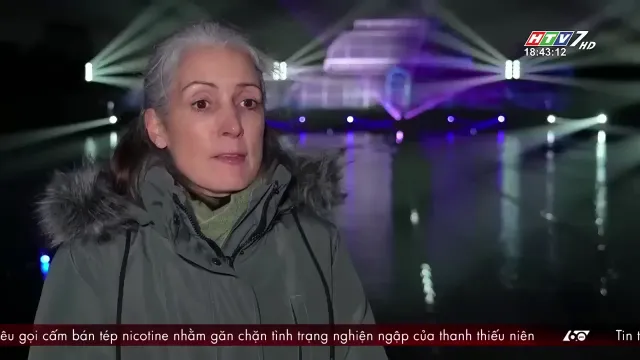 HTV7 HD
18:43:12
êu gọi cấm bán tép nicotine nhằm găn chặn tình trạng nghiện ngập của thanh thiếu niên
Tin t